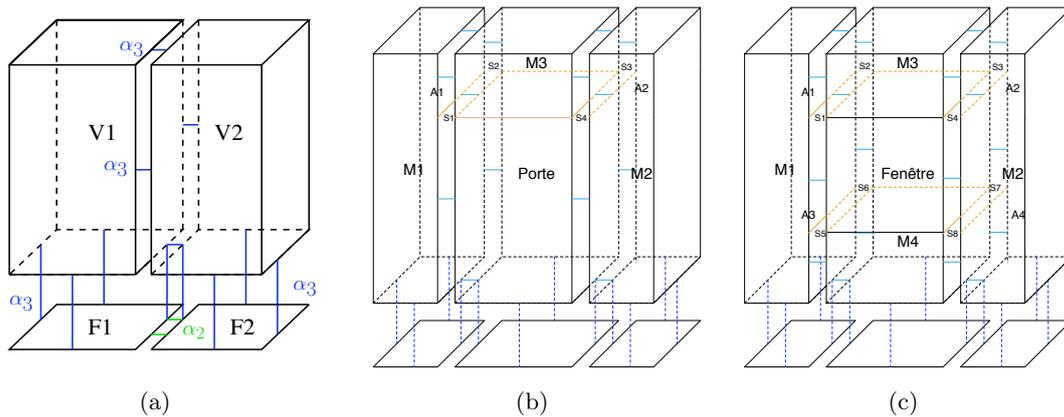 α₃
V1
V2
α₃
α₃
α₃
F1
α₂
F2
(a)
S2
M3
S3
A1
A2
S1
S4
M1
Porte
M2
(b)
S2
M3
S3
A1
A2
S1
S4
M1
Fenêtre
M2
S6
S7
A3
A4
S5
S8
M4
(c)